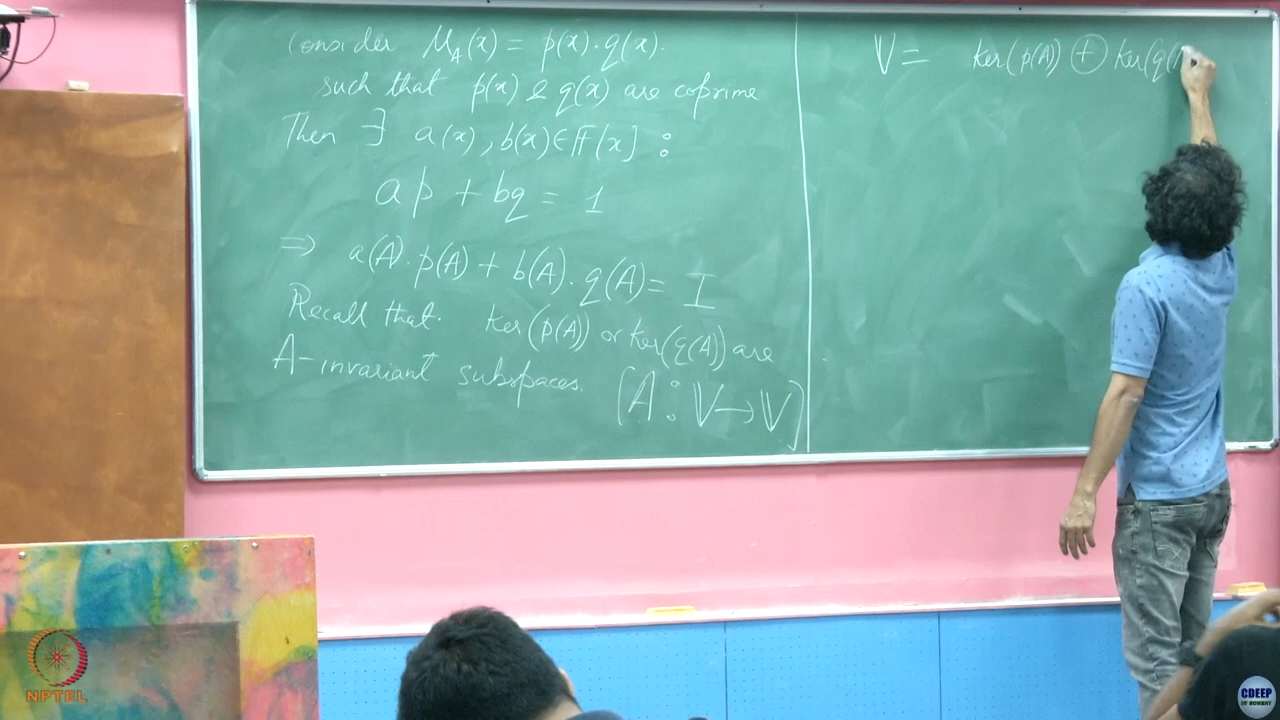 Consider μ_A(x) = p(x)·q(x).
such that p(x) & q(x) are coprime
Then ∃ a(x), b(x) ∈ F[x] :
ap + bq = 1
⇒ a(A)·p(A) + b(A)·q(A) = I
Recall that ker(p(A)) or ker(q(A)) are
A-invariant subspaces. [A : V → V]
V = ker(p(A)) ⊕ ker(q(
NPTEL
CDEEP
IIT BOMBAY